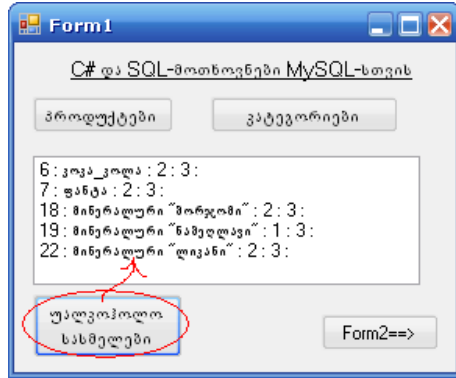 Form1
C# და SQL-მოთხოვნები MySQL-სთვის
პროდუქტები
კატეგორიები
6 : კოკა_კოლა : 2 : 3 :
7 : ფანტა : 2 : 3 :
18 : მინერალური "ბორჯომი" : 2 : 3 :
19 : მინერალური "ნაბეღლავი" : 1 : 3 :
22 : მინერალური "ლიკანი" : 2 : 3 :
უალკოჰოლო
სასმელები
Form2==>